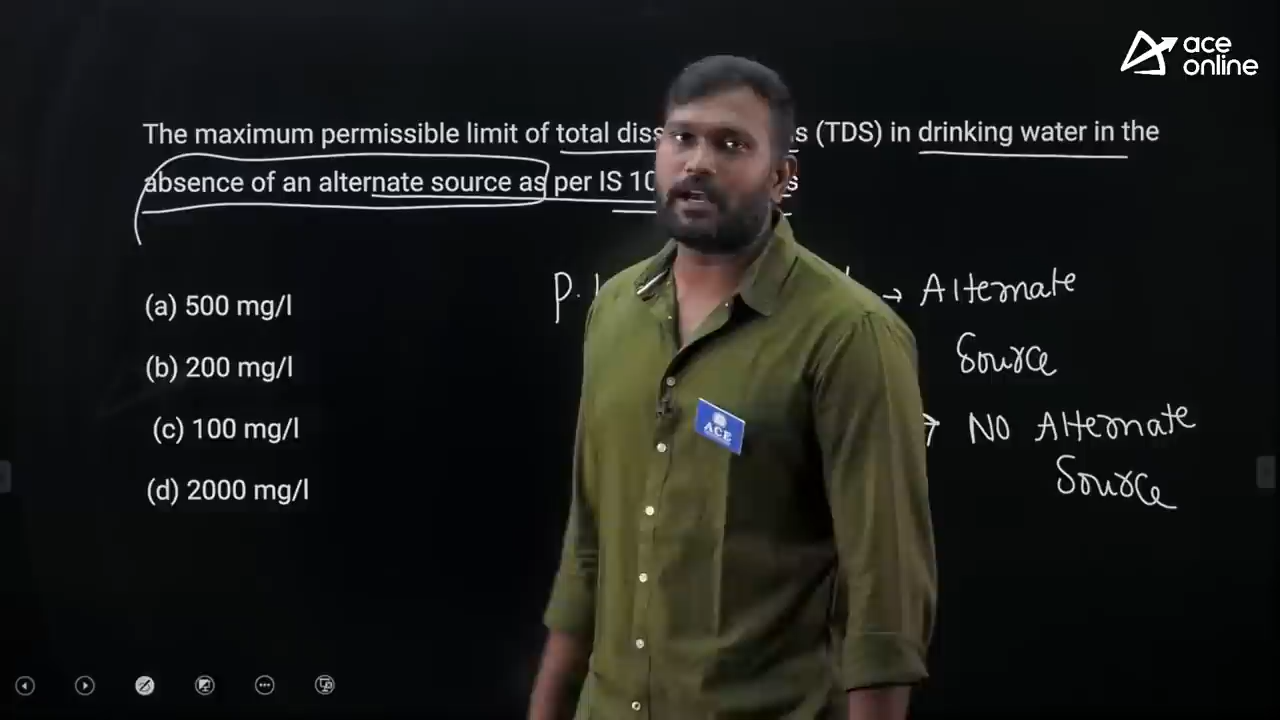 ace
online
The maximum permissible limit of total diss s (TDS) in drinking water in the
absence of an alternate source as per IS 10 s
(a) 500 mg/l
(b) 200 mg/l
(c) 100 mg/l
(d) 2000 mg/l
P. → Alternate
Source
→ NO Alternate
Source
ACE